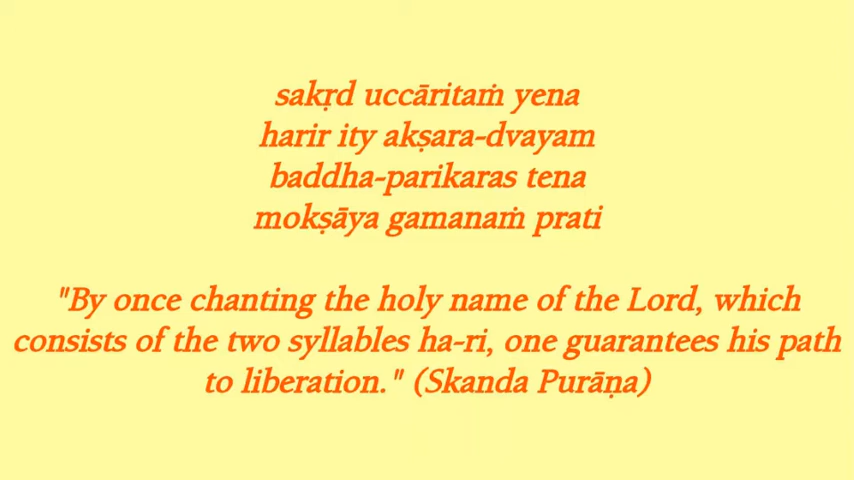 sakṛd uccāritaṁ yena
harir ity akṣara-dvayam
baddha-parikaras tena
mokṣāya gamanaṁ prati
"By once chanting the holy name of the Lord, which
consists of the two syllables ha-ri, one guarantees his path
to liberation." (Skanda Purāṇa)